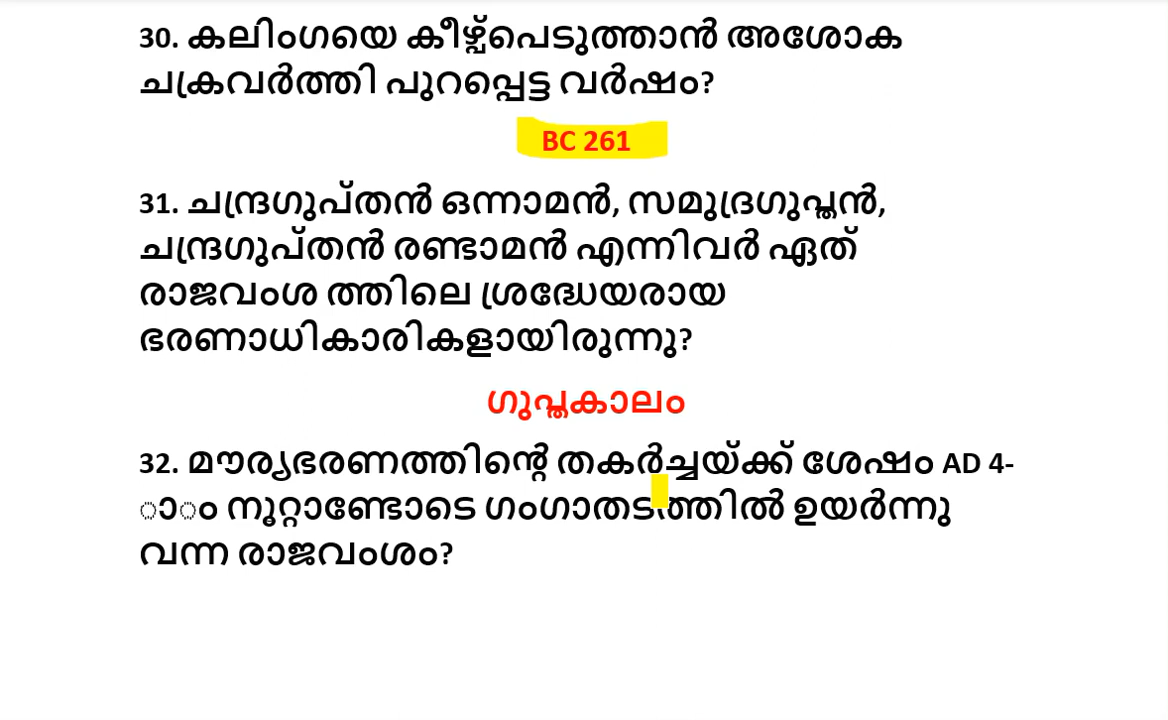 30. കലിംഗയെ കീഴ്പ്പെടുത്താൻ അശോക
ചക്രവർത്തി പുറപ്പെട്ട വർഷം?
BC 261
31. ചന്ദ്രഗുപ്തൻ ഒന്നാമൻ, സമുദ്രഗുപ്തൻ,
ചന്ദ്രഗുപ്തൻ രണ്ടാമൻ എന്നിവർ ഏത്
രാജവംശ ത്തിലെ ശ്രദ്ധേയരായ
ഭരണാധികാരികളായിരുന്നു?
ഗുപ്തകാലം
32. മൗര്യഭരണത്തിന്റെ തകർച്ചയ്ക്ക് ശേഷം AD 4-
ാം നൂറ്റാണ്ടോടെ ഗംഗാതടത്തിൽ ഉയർന്നു
വന്ന രാജവംശം?